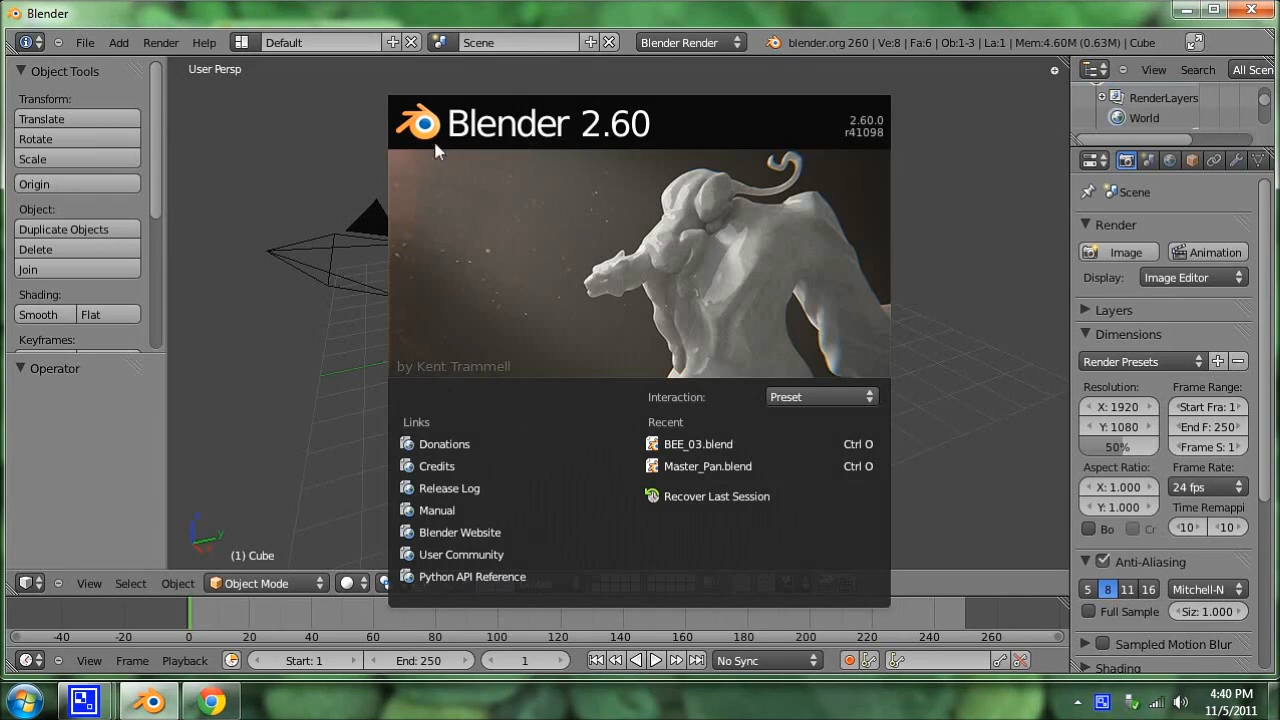 Blender
File Add Render Help Default Scene Blender Render blender.org 260 | Ve:8 | Fa:6 | Ob:1-3 | La:1 | Mem:4.60M (0.63M) | Cube
Object Tools
Transform:
Translate
Rotate
Scale
Origin
Object:
Duplicate Objects
Delete
Join
Shading:
Smooth Flat
Keyframes:
Operator
User Persp
(1) Cube
Blender 2.60
2.60.0
r41098
by Kent Trammell
Interaction: Preset
Links
Donations
Credits
Release Log
Manual
Blender Website
User Community
Python API Reference
Recent
BEE_03.blend Ctrl O
Master_Pan.blend Ctrl O
Recover Last Session
View Select Object Object Mode
-40 -20 0 20 40 60 80 100 120 140 160 180 200 220 240 260
View Frame Playback Start: 1 End: 250 1 No Sync
View Search All Scen
RenderLayers
World
Scene
Render
Image Animation
Display: Image Editor
Layers
Dimensions
Render Presets
Resolution: Frame Range:
X: 1920 Start Fra: 1
Y: 1080 End F: 250
50% Frame S: 1
Aspect Ratio: Frame Rate:
X: 1.000 24 fps
Y: 1.000 Time Remappi
Bo Cr 10 10
Anti-Aliasing
5 8 11 16 Mitchell-N
Full Sample Siz: 1.000
Sampled Motion Blur
Shading
4:40 PM
11/5/2011